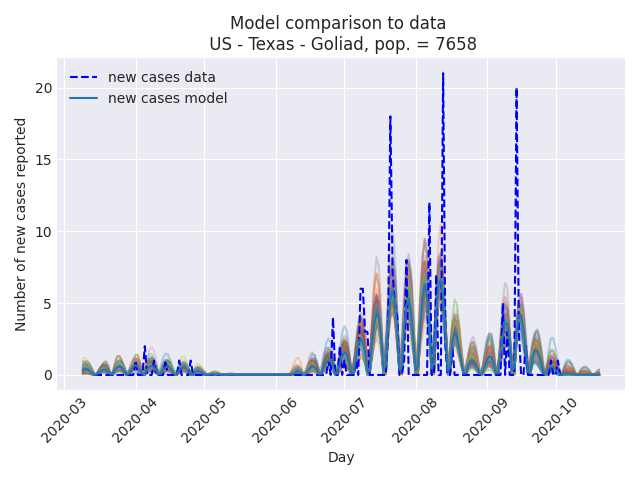 Model comparison to data
US - Texas - Goliad, pop. = 7658
new cases data
new cases model
Number of new cases reported
20
15
10
5
0
2020-03
2020-04
2020-05
2020-06
2020-07
2020-08
2020-09
2020-10
Day